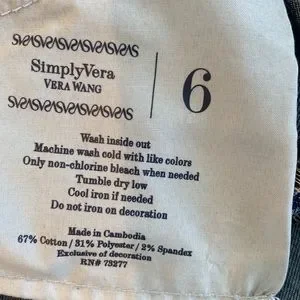 SimplyVera
VERA WANG
6
Wash inside out
Machine wash cold with like colors
Only non-chlorine bleach when needed
Tumble dry low
Cool iron if needed
Do not iron on decoration
Made in Cambodia
67% Cotton / 31% Polyester / 2% Spandex
Exclusive of decoration
RN# 73277